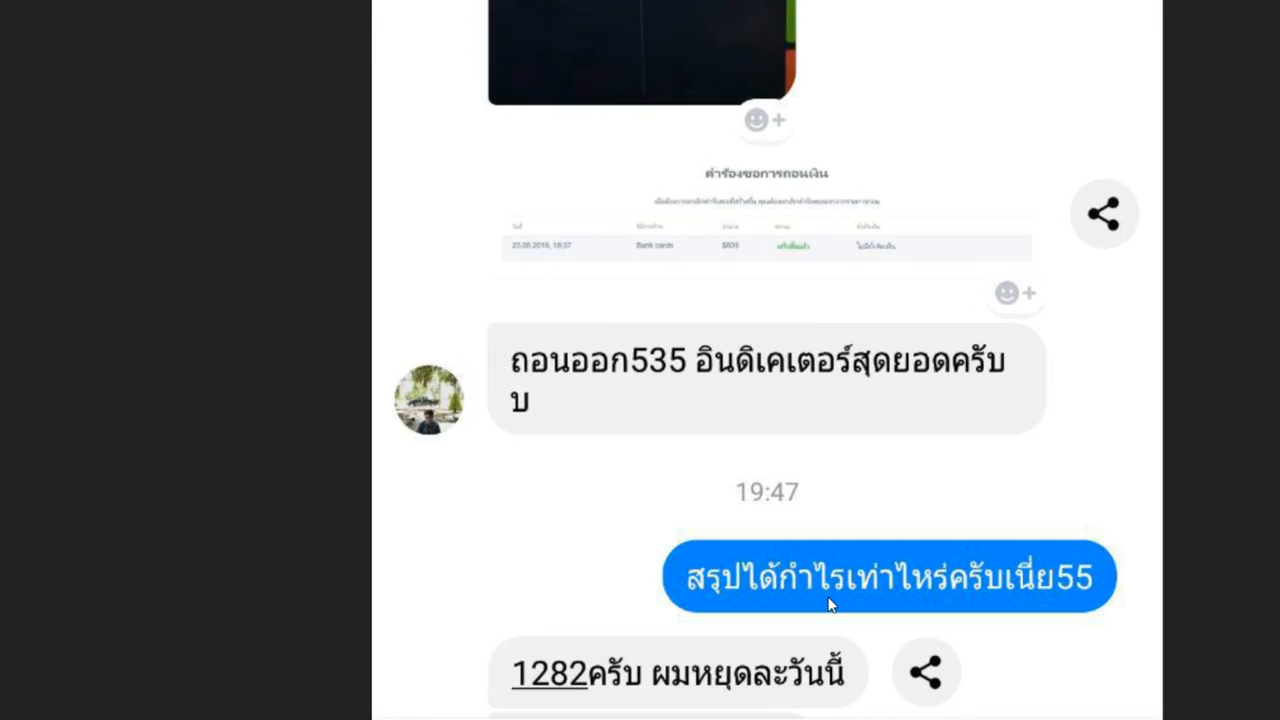 คำร้องขอการถอนเงิน
Bank cards
ถอนออก535 อินดิเคเตอร์สุดยอดครับ
บ
19:47
สรุปได้กำไรเท่าไหร่ครับเนี่ย55
1282ครับ ผมหยุดละวันนี้